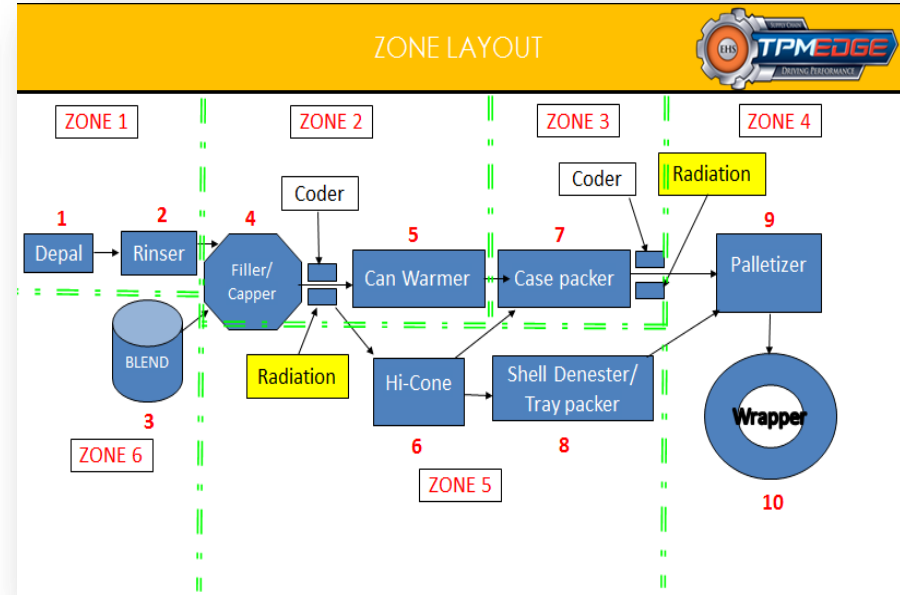 ZONE LAYOUT
SUPPLY CHAIN
EHS
TPMEDGE
DRIVING PERFORMANCE
ZONE 1
ZONE 2
ZONE 3
ZONE 4
Coder
Coder
Radiation
1
2
4
5
7
9
Depal
Rinser
Filler/
Capper
Can Warmer
Case packer
Palletizer
BLEND
Radiation
Hi-Cone
Shell Denester/
Tray packer
Wrapper
3
6
8
ZONE 6
ZONE 5
10